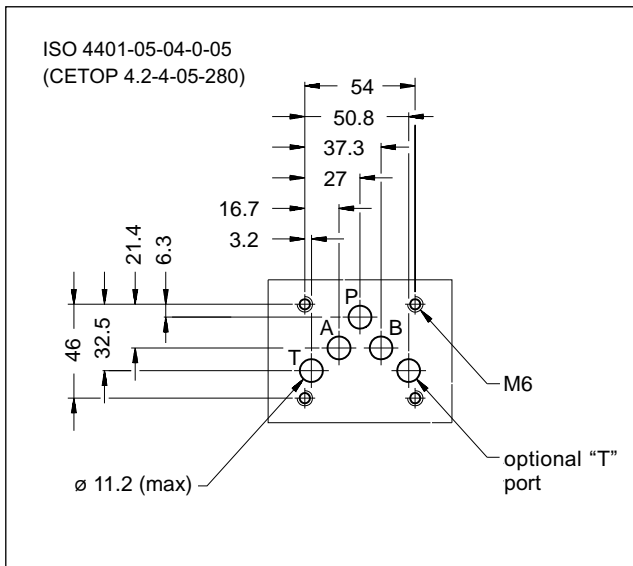 ISO 4401-05-04-0-05
(CETOP 4.2-4-05-280)
54
50.8
37.3
27
16.7
3.2
21.4
6.3
46
32.5
P
A
B
T
M6
ø 11.2 (max)
optional “T”
port